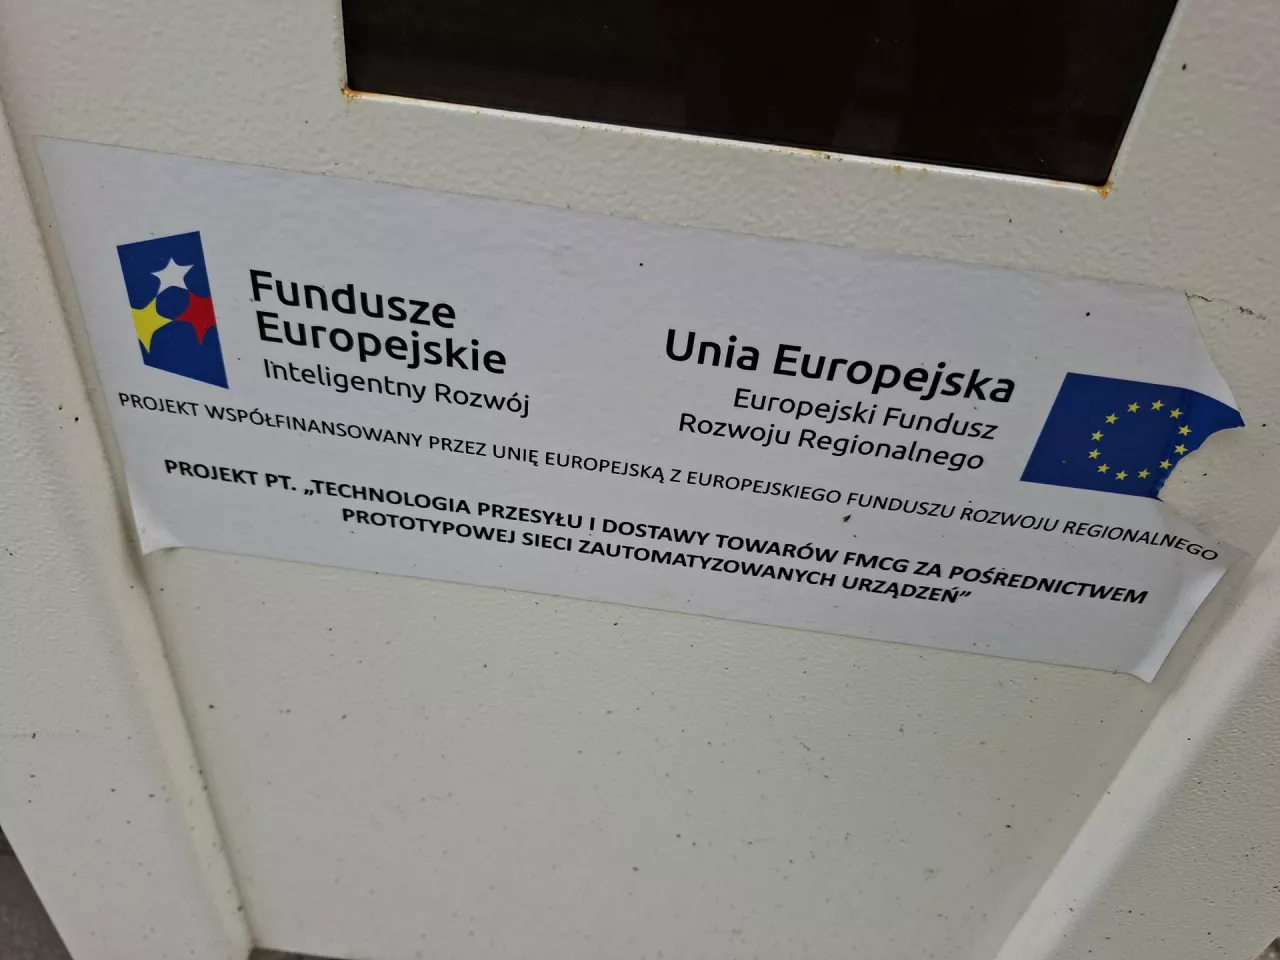 Fundusze
Europejskie
Inteligentny Rozwój
Unia Europejska
Europejski Fundusz
Rozwoju Regionalnego
PROJEKT WSPÓŁFINANSOWANY PRZEZ UNIĘ EUROPEJSKĄ Z EUROPEJSKIEGO FUNDUSZU ROZWOJU REGIONALNEGO
PROJEKT PT. „TECHNOLOGIA PRZESYŁU I DOSTAWY TOWARÓW FMCG ZA POŚREDNICTWEM
PROTOTYPOWEJ SIECI ZAUTOMATYZOWANYCH URZĄDZEŃ”